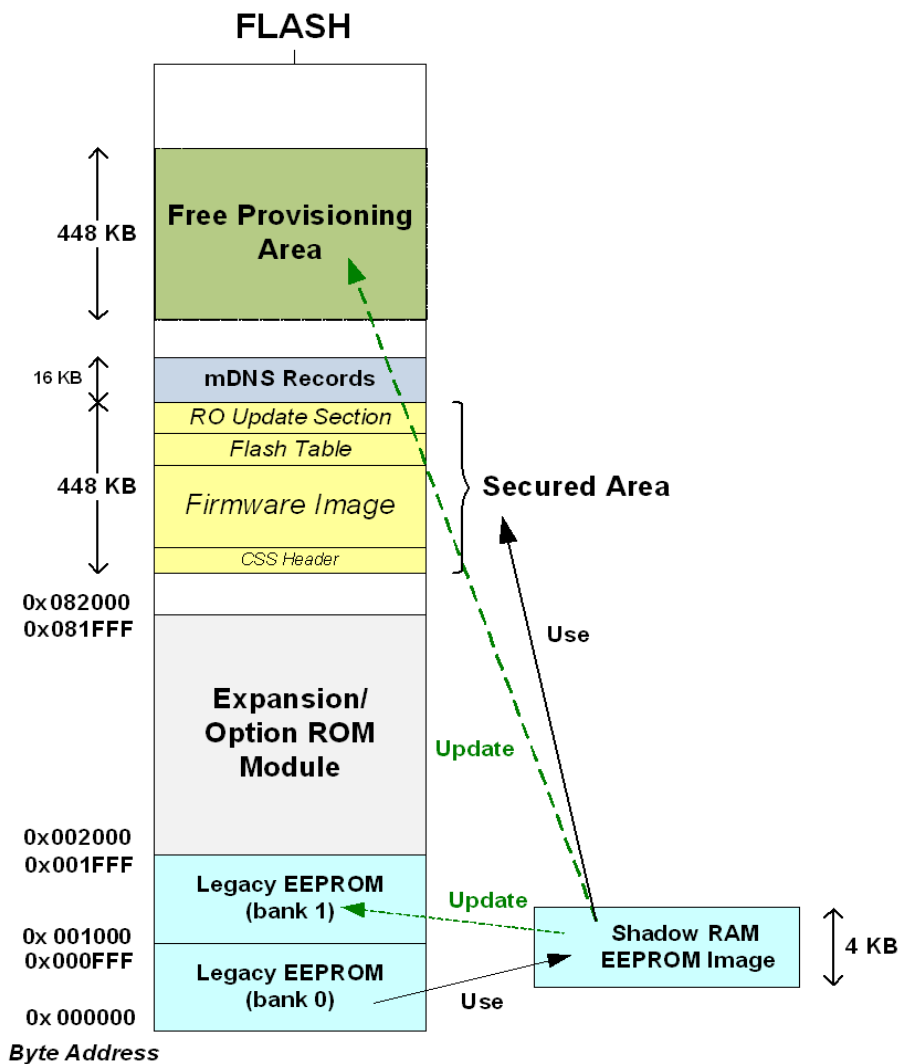 FLASH
Free Provisioning
Area
448 KB
16 KB
mDNS Records
RO Update Section
Flash Table
448 KB
Firmware Image
Secured Area
CSS Header
0x082000
0x081FFF
Use
Expansion/
Option ROM
Module
Update
0x002000
0x001FFF
Legacy EEPROM
(bank 1)
Update
Shadow RAM
EEPROM Image
4 KB
0x 001000
0x000FFF
Legacy EEPROM
(bank 0)
Use
0x 000000
Byte Address